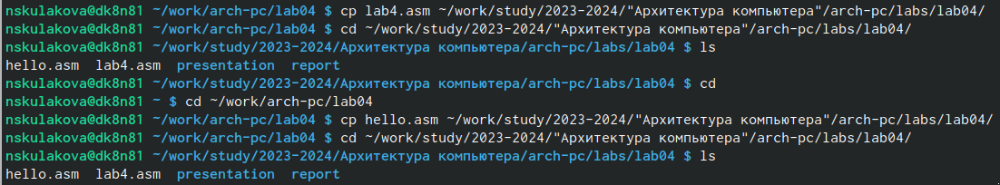 nskulakova@dk8n81 ~/work/arch-pc/lab04 $ cp lab4.asm ~/work/study/2023-2024/"Архитектура компьютера"/arch-pc/labs/lab04/
nskulakova@dk8n81 ~/work/arch-pc/lab04 $ cd ~/work/study/2023-2024/"Архитектура компьютера"/arch-pc/labs/lab04/
nskulakova@dk8n81 ~/work/study/2023-2024/Архитектура компьютера/arch-pc/labs/lab04 $ ls
hello.asm  lab4.asm  presentation  report
nskulakova@dk8n81 ~/work/study/2023-2024/Архитектура компьютера/arch-pc/labs/lab04 $ cd
nskulakova@dk8n81 ~ $ cd ~/work/arch-pc/lab04
nskulakova@dk8n81 ~/work/arch-pc/lab04 $ cp hello.asm ~/work/study/2023-2024/"Архитектура компьютера"/arch-pc/labs/lab04/
nskulakova@dk8n81 ~/work/arch-pc/lab04 $ cd ~/work/study/2023-2024/"Архитектура компьютера"/arch-pc/labs/lab04/
nskulakova@dk8n81 ~/work/study/2023-2024/Архитектура компьютера/arch-pc/labs/lab04 $ ls
hello.asm  lab4.asm  presentation  report